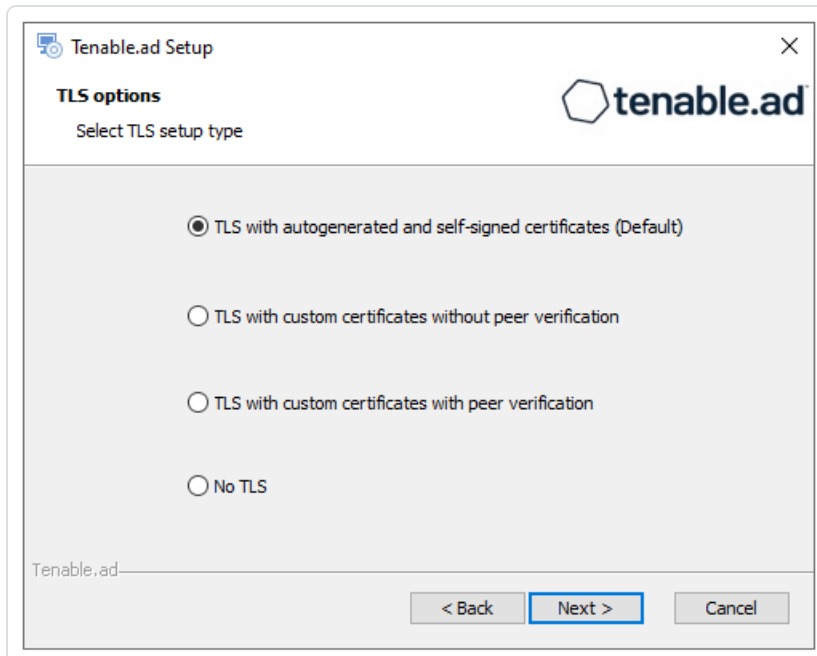 Tenable.ad Setup
TLS options
Select TLS setup type
tenable.ad
TLS with autogenerated and self-signed certificates (Default)
TLS with custom certificates without peer verification
TLS with custom certificates with peer verification
No TLS
Tenable.ad
< Back
Next >
Cancel